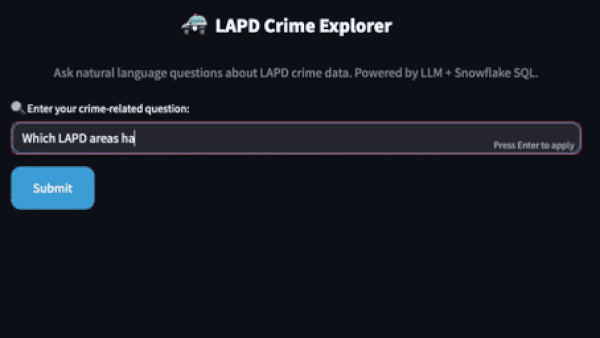 LAPD Crime Explorer
Ask natural language questions about LAPD crime data. Powered by LLM + Snowflake SQL.
Enter your crime-related question:
Which LAPD areas ha
Press Enter to apply
Submit